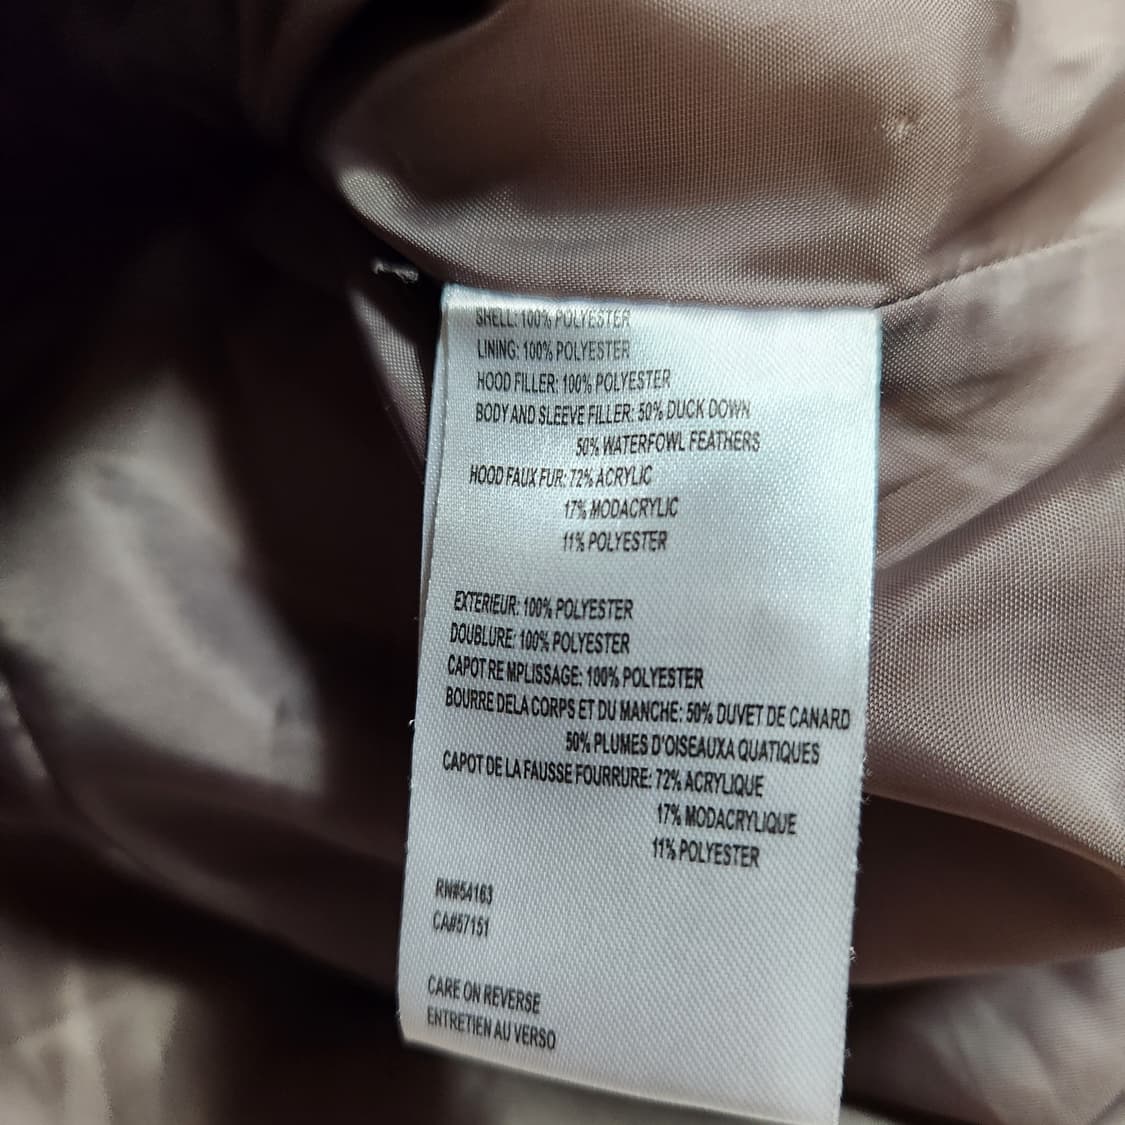 SHELL: 100% POLYESTER
LINING: 100% POLYESTER
HOOD FILLER: 100% POLYESTER
BODY AND SLEEVE FILLER: 50% DUCK DOWN
50% WATERFOWL FEATHERS
HOOD FAUX FUR: 72% ACRYLIC
17% MODACRYLIC
11% POLYESTER
EXTERIEUR: 100% POLYESTER
DOUBLURE: 100% POLYESTER
CAPOT RE MPLISSAGE: 100% POLYESTER
BOURRE DELA CORPS ET DU MANCHE: 50% DUVET DE CANARD
50% PLUMES D'OISEAUXA QUATIQUES
CAPOT DE LA FAUSSE FOURRURE: 72% ACRYLIQUE
17% MODACRYLIQUE
11% POLYESTER
RN#54163
CA#57151
CARE ON REVERSE
ENTRETIEN AU VERSO